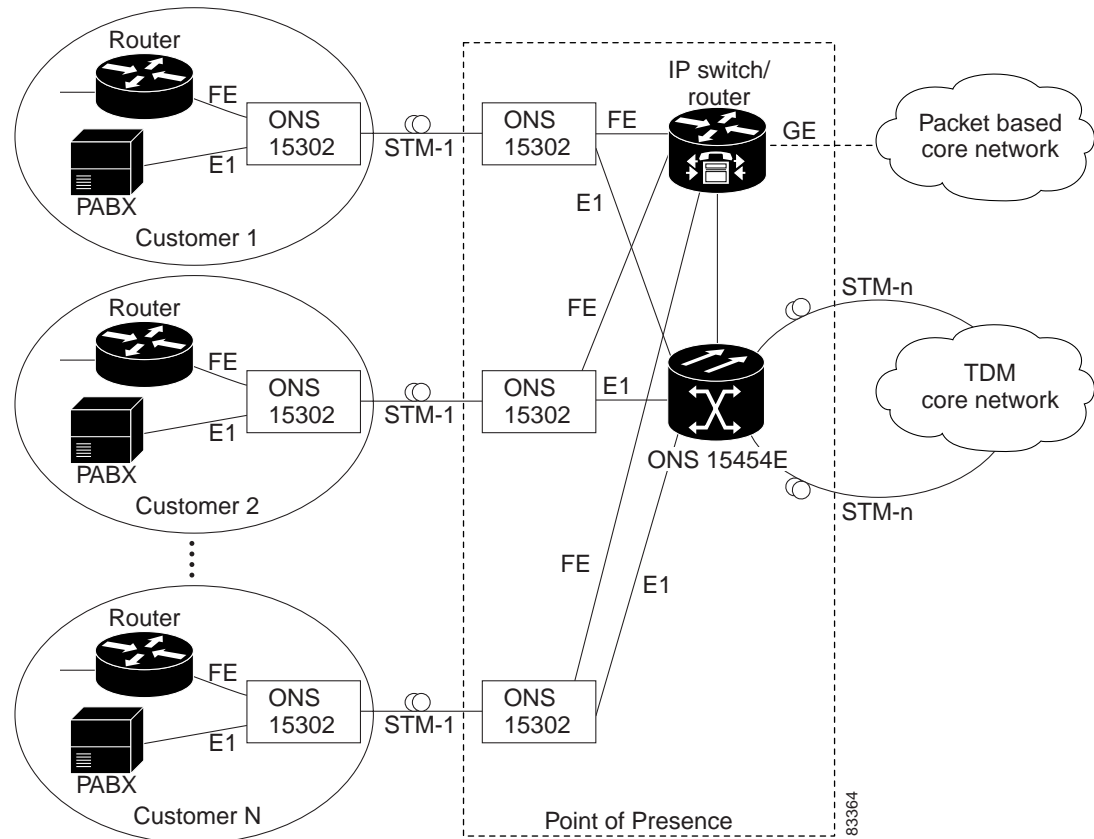 Router
FE
ONS
15302
E1
PABX
Customer 1
STM-1
ONS
15302
FE
E1
IP switch/
router
GE
Packet based
core network
Router
FE
ONS
15302
E1
PABX
Customer 2
STM-1
ONS
15302
FE
E1
ONS 15454E
STM-n
TDM
core network
STM-n
Router
FE
ONS
15302
E1
PABX
Customer N
STM-1
ONS
15302
FE
E1
Point of Presence
83364